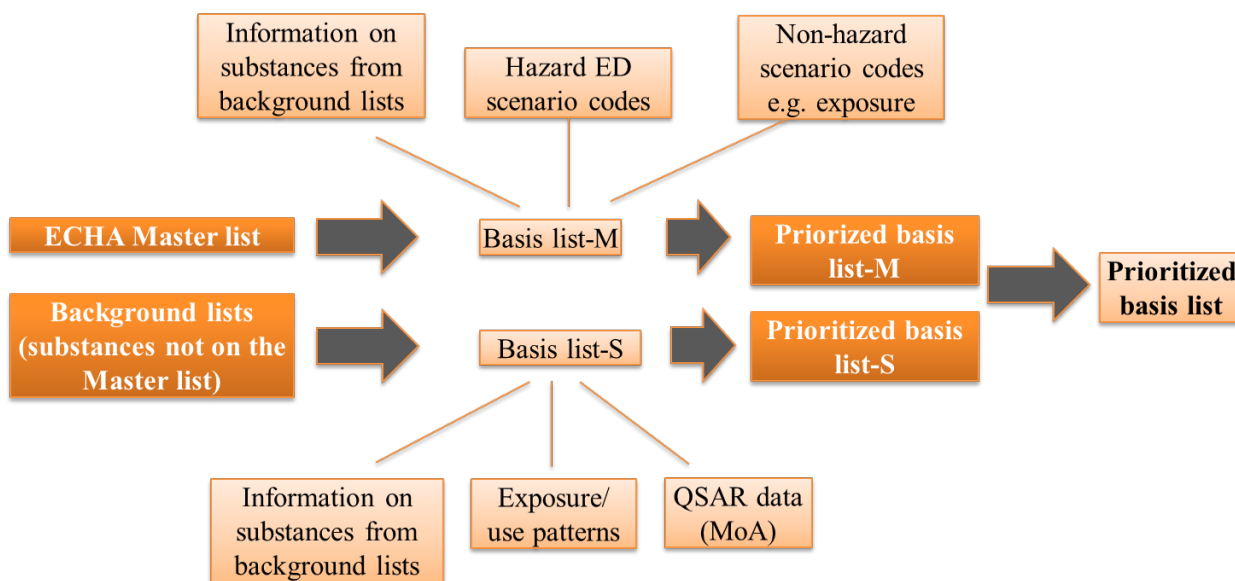 Information on
substances from
background lists
Hazard ED
scenario codes
Non-hazard
scenario codes
e.g. exposure
ECHA Master list
Basis list-M
Priorized basis
list-M
Prioritized
basis list
Background lists
(substances not on the
Master list)
Basis list-S
Prioritized basis
list-S
Information on
substances from
background lists
Exposure/
use patterns
QSAR data
(MoA)